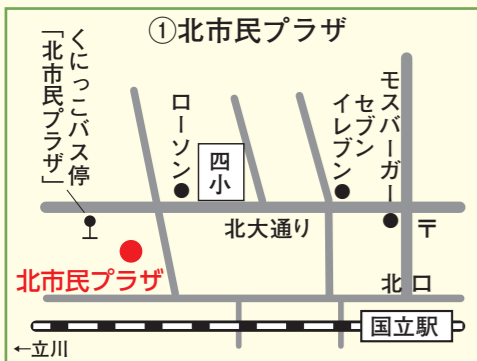 ①北市民プラザ
くにっこバス停
「北市民プラザ」
ローソン
四小
セブン
イレブン
モスバーガー
北大通り
〒
北市民プラザ
北口
国立駅
←立川